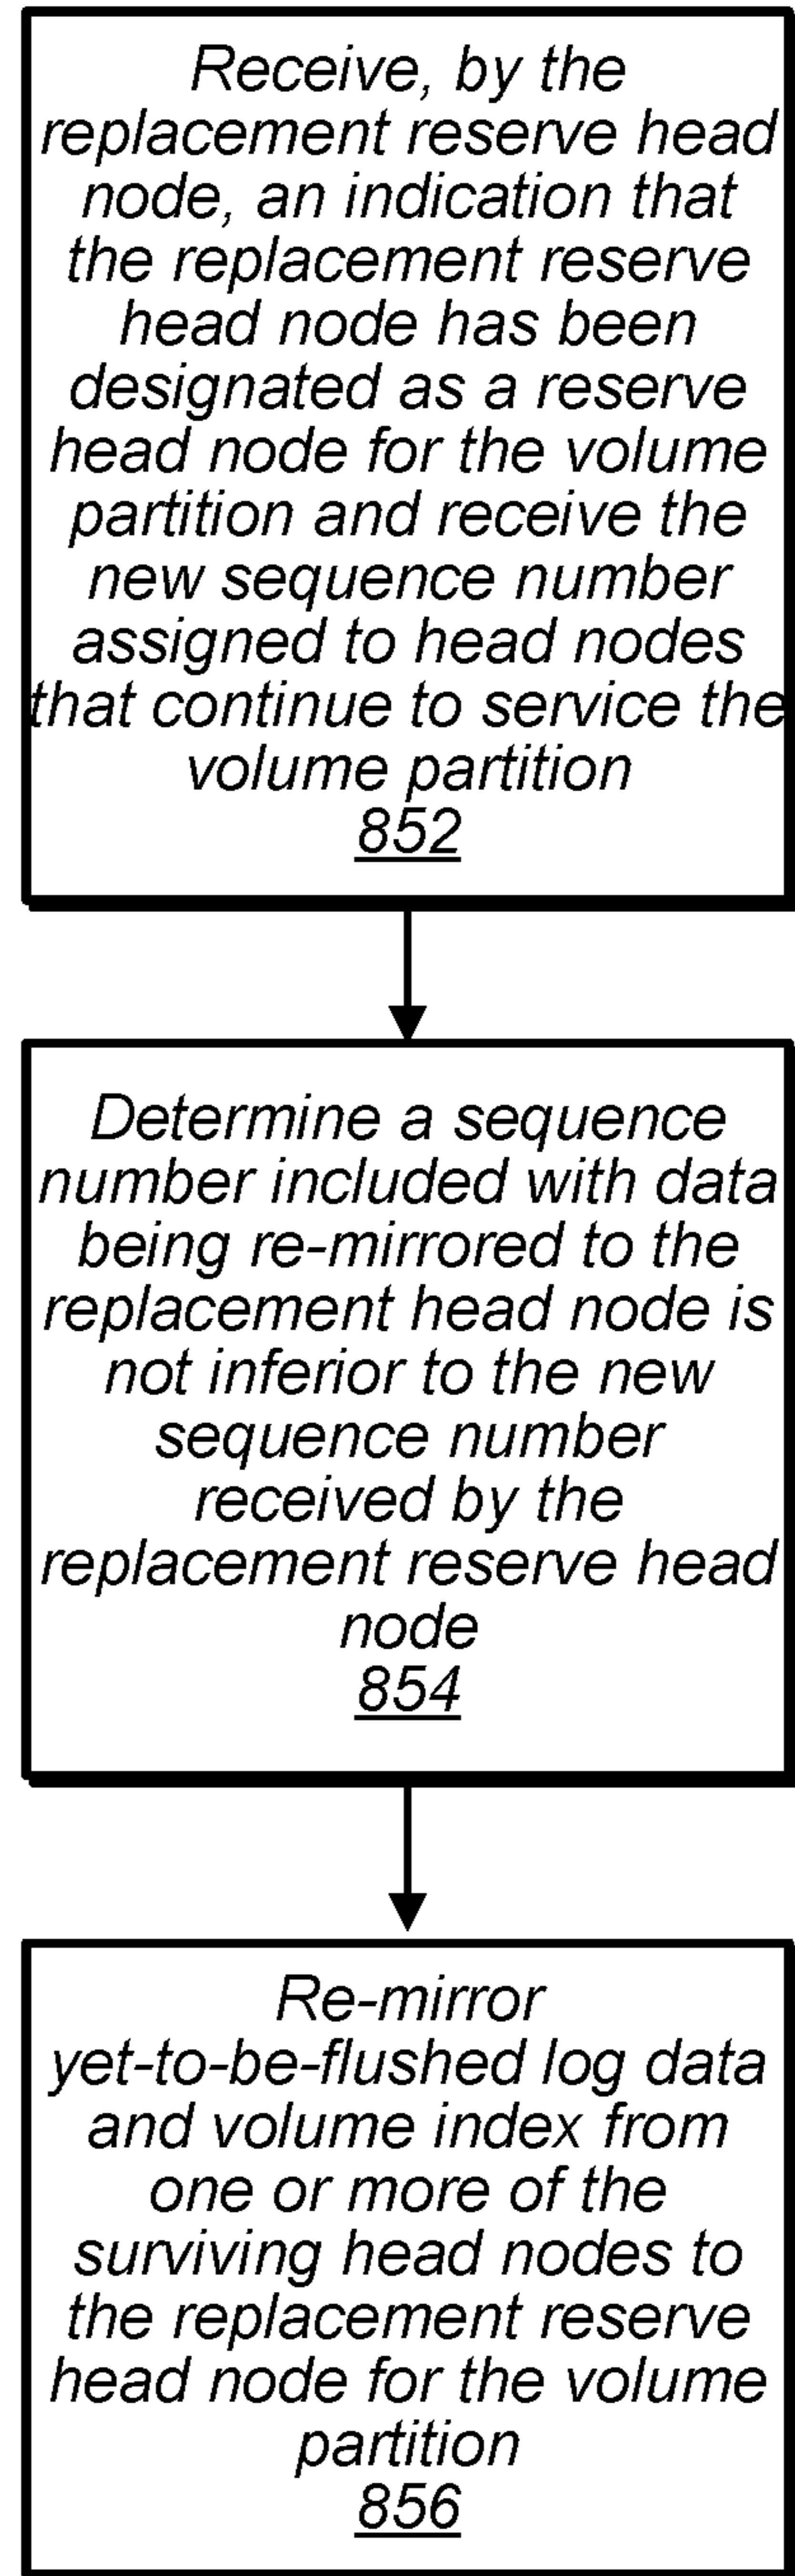 Receive, by the
replacement reserve head
node, an indication that
the replacement reserve
head node has been
designated as a reserve
head node for the volume
partition and receive the
new sequence number
assigned to head nodes
that continue to service the
volume partition
852
Determine a sequence
number included with data
being re-mirrored to the
replacement head node is
not inferior to the new
sequence number
received by the
replacement reserve head
node
854
Re-mirror
yet-to-be-flushed log data
and volume index from
one or more of the
surviving head nodes to
the replacement reserve
head node for the volume
partition
856